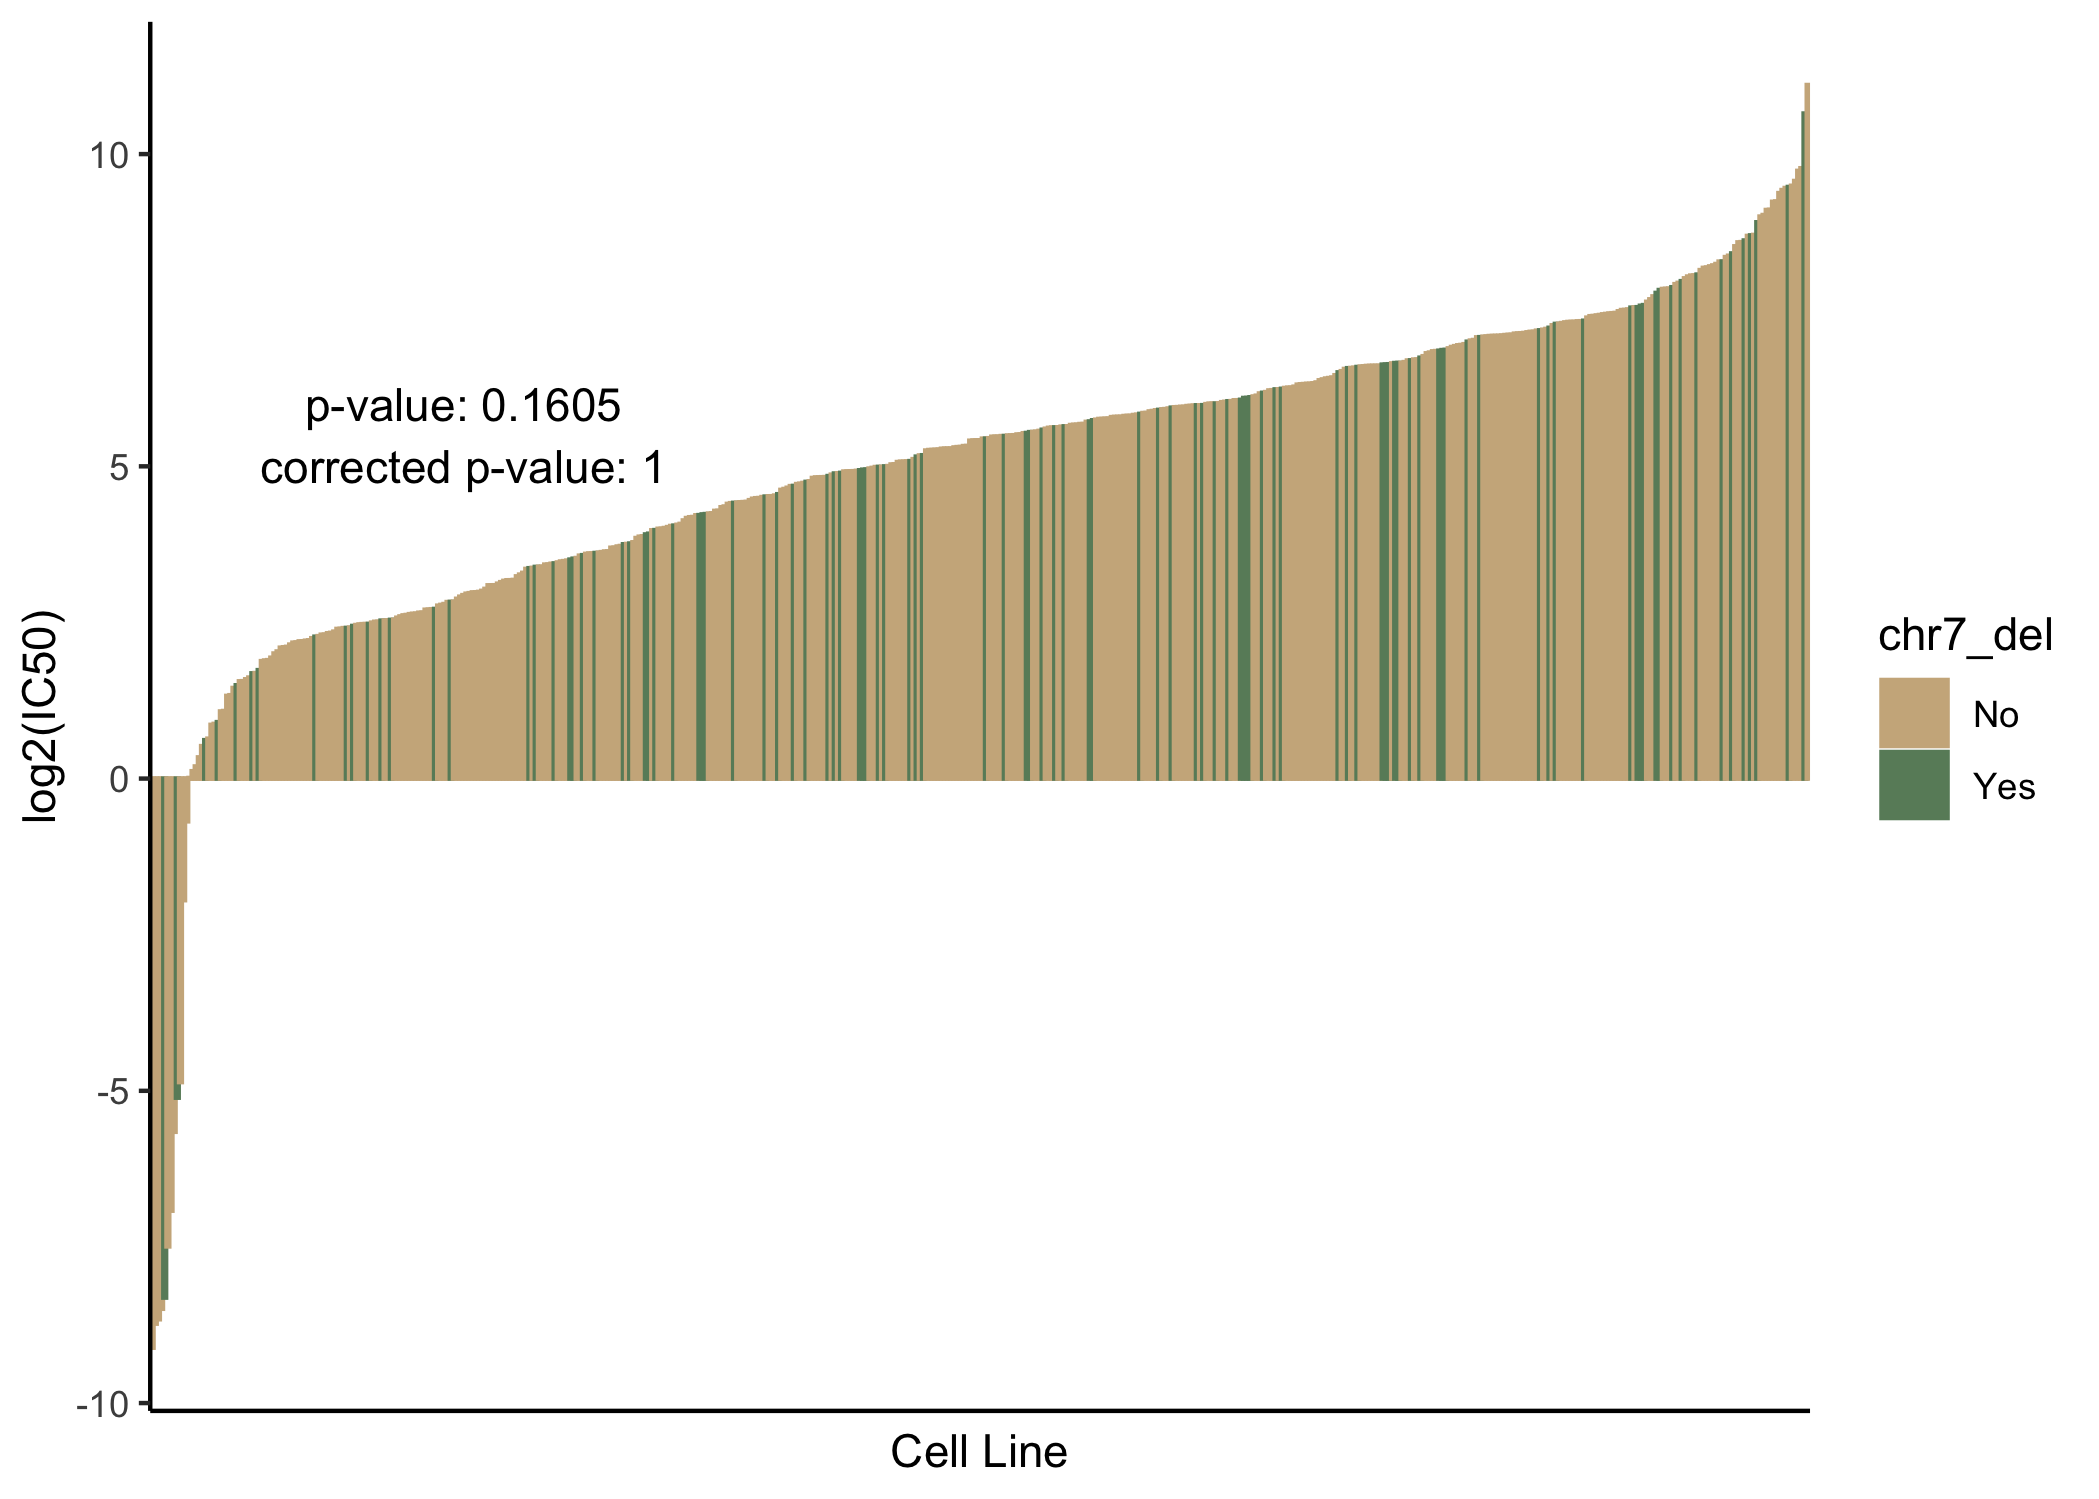 10
5
0
-5
-10
log2(IC50)
p-value: 0.1605
corrected p-value: 1
Cell Line
chr7_del
No
Yes